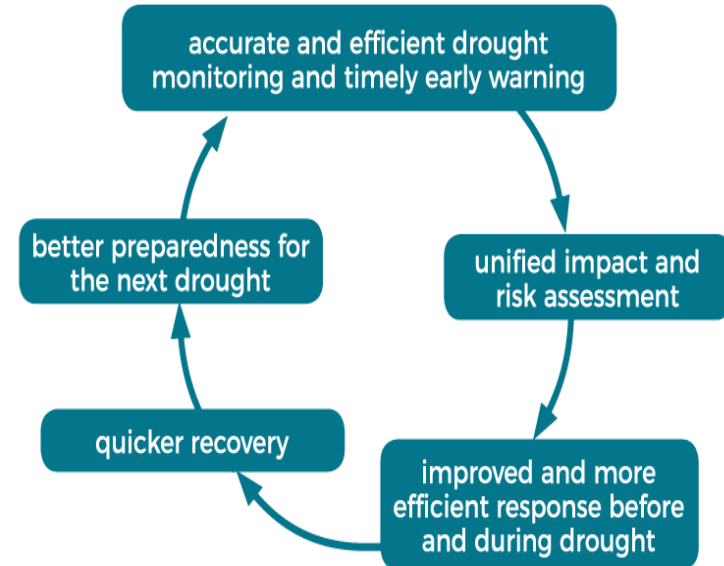 accurate and efficient drought
monitoring and timely early warning
unified impact and
risk assessment
improved and more
efficient response before
and during drought
quicker recovery
better preparedness for
the next drought